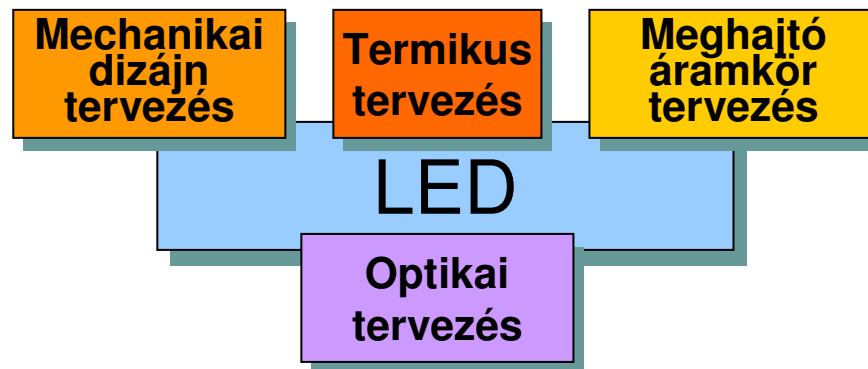 Mechanikai
dizájn
tervezés
Termikus
tervezés
Meghajtó
áramkör
tervezés
LED
Optikai
tervezés